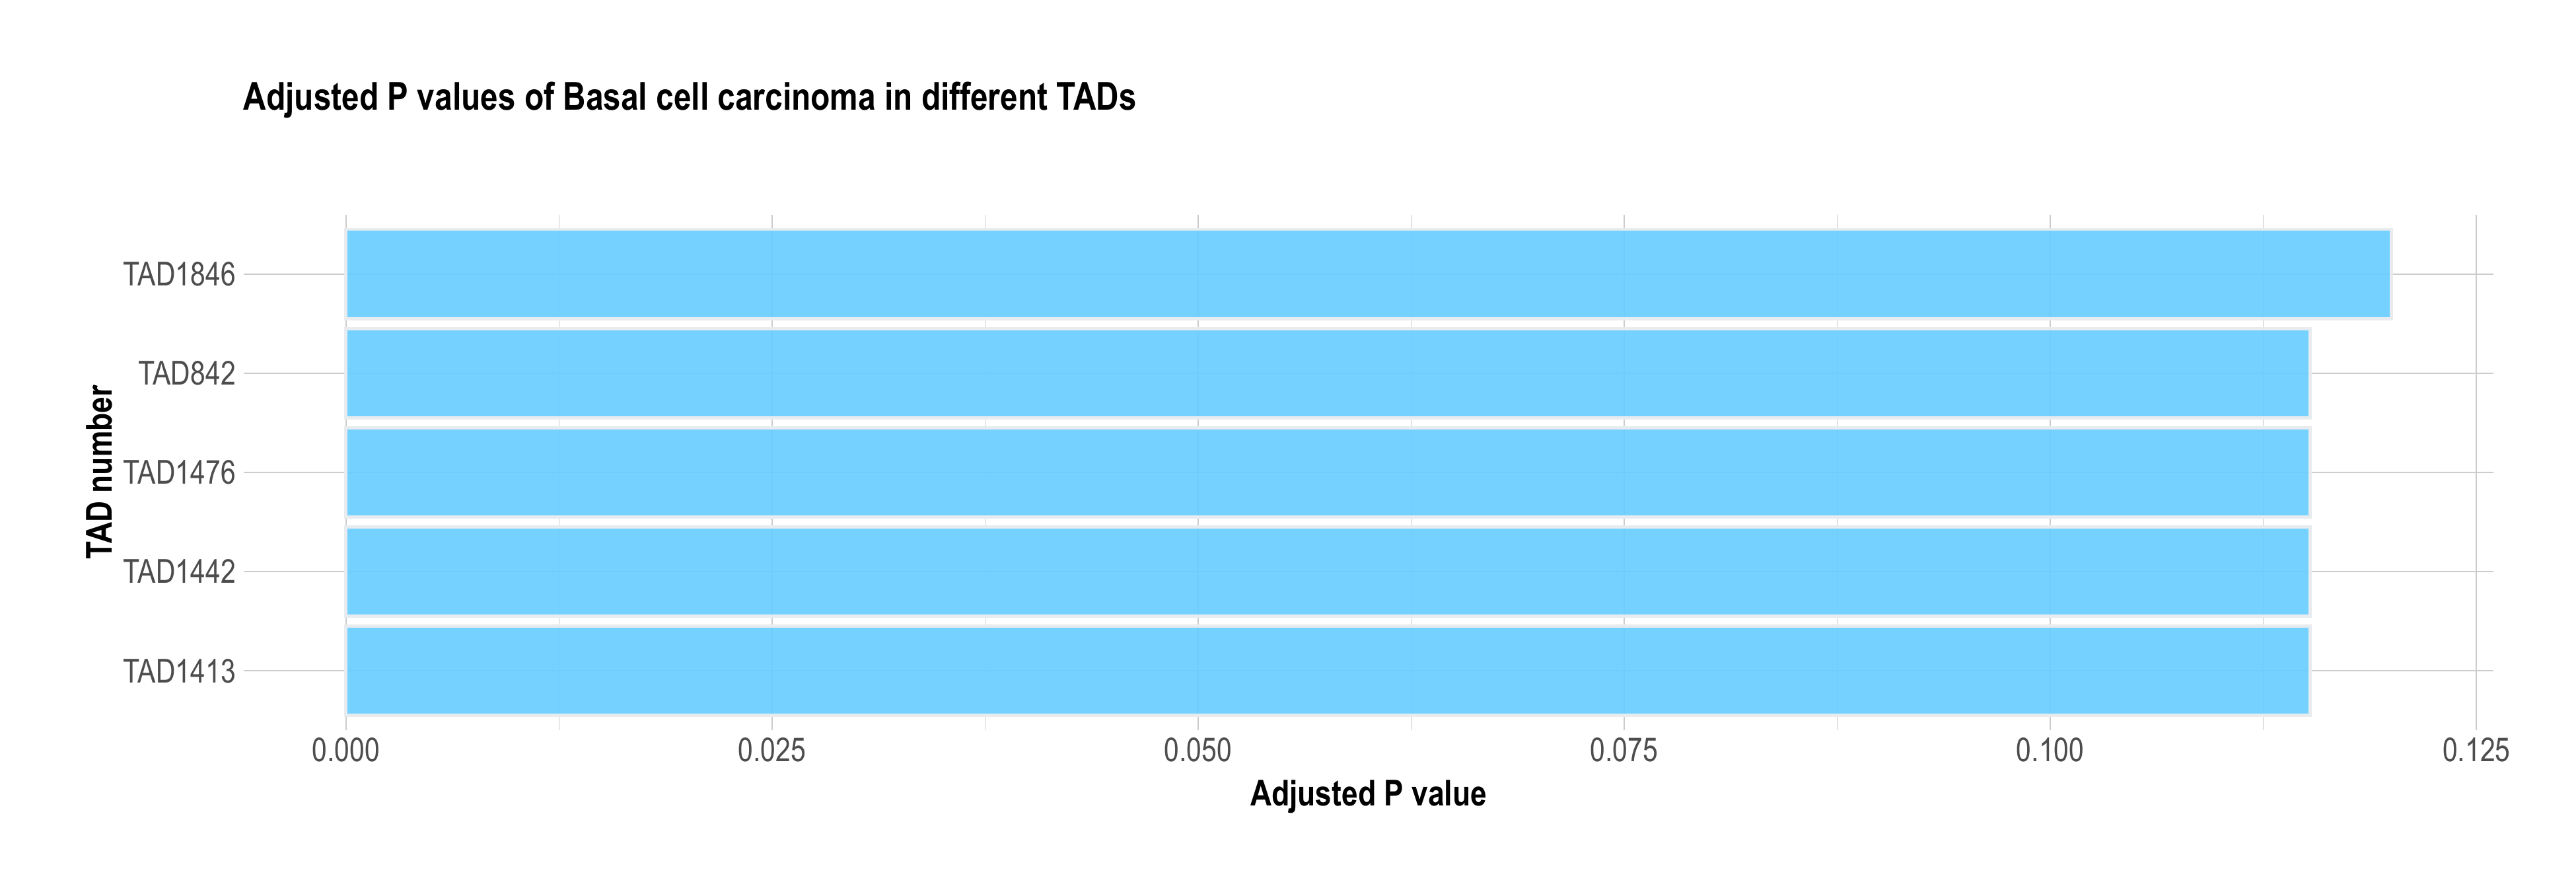 Adjusted P values of Basal cell carcinoma in different TADs
TAD number
TAD1846
TAD842
TAD1476
TAD1442
TAD1413
0.000 0.025 0.050 0.075 0.100 0.125
Adjusted P value